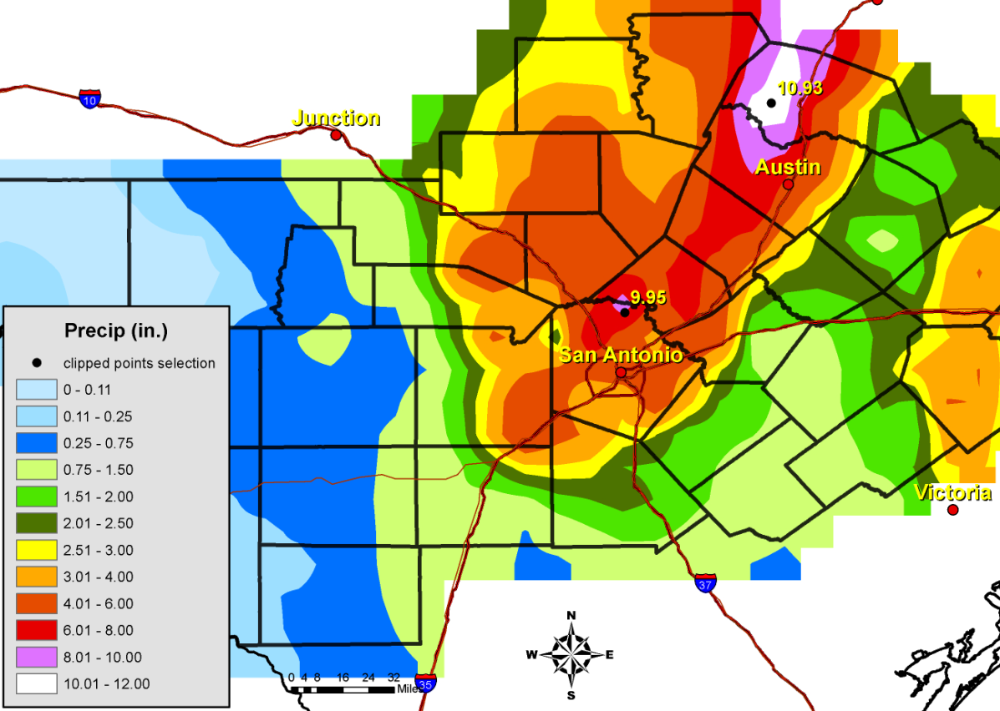 10
Junction
10.93
Austin
9.95
San Antonio
Precip (in.)
clipped points selection
0 - 0.11
0.11 - 0.25
0.25 - 0.75
0.75 - 1.50
1.51 - 2.00
2.01 - 2.50
2.51 - 3.00
3.01 - 4.00
4.01 - 6.00
6.01 - 8.00
8.01 - 10.00
10.01 - 12.00
Victoria
37
N
W E
S
0 4 8 16 24 32
Miles
35